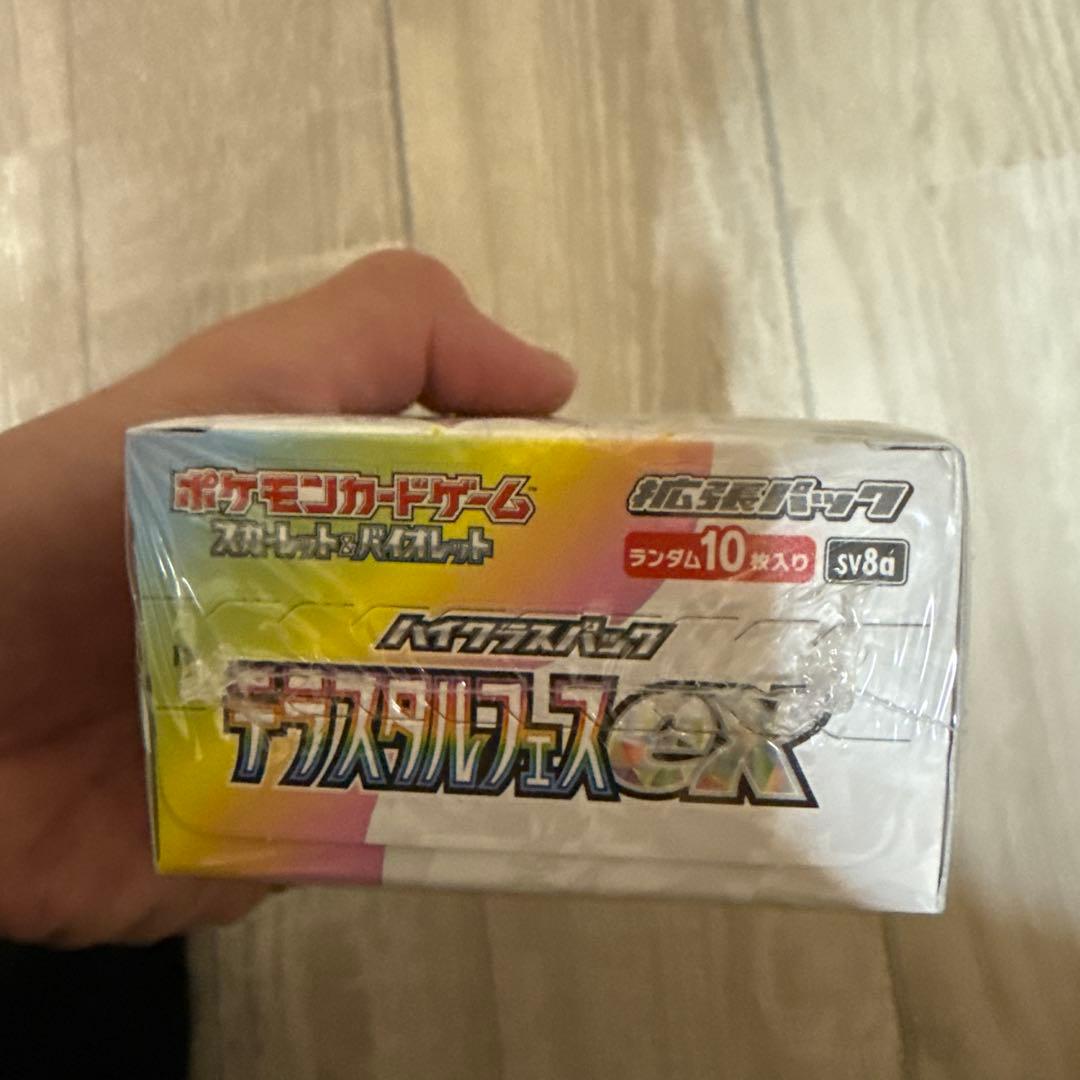 ポケモンカードゲーム™
スカーレット&バイオレット
拡張パック
ランダム10枚入り
sv8a
ハイクラスパック
テラスタルフェスex